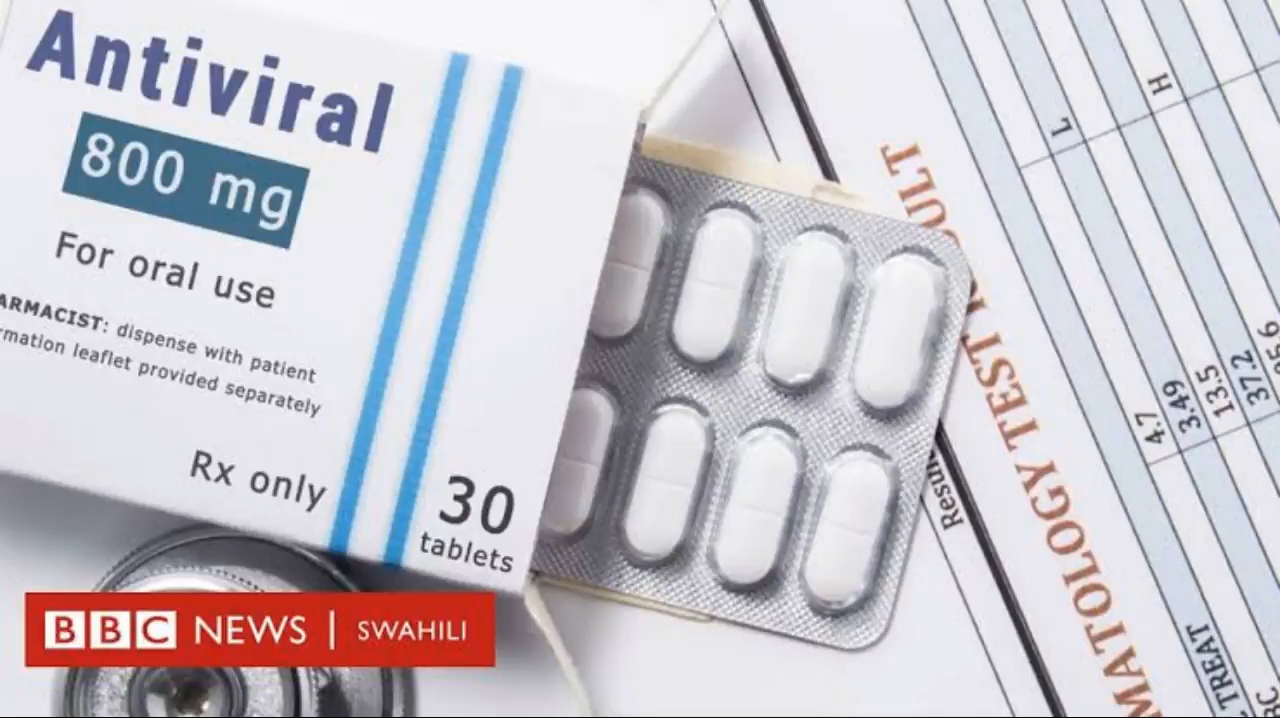 Antiviral
800 mg
For oral use
ARMACIST: dispense with patient
rmation leaflet provided separately
Rx only
30
tablets
BBC NEWS | SWAHILI
MATOLOGY TEST
ULT
L
H
4.7
3.49
13.5
37.2
TREAT